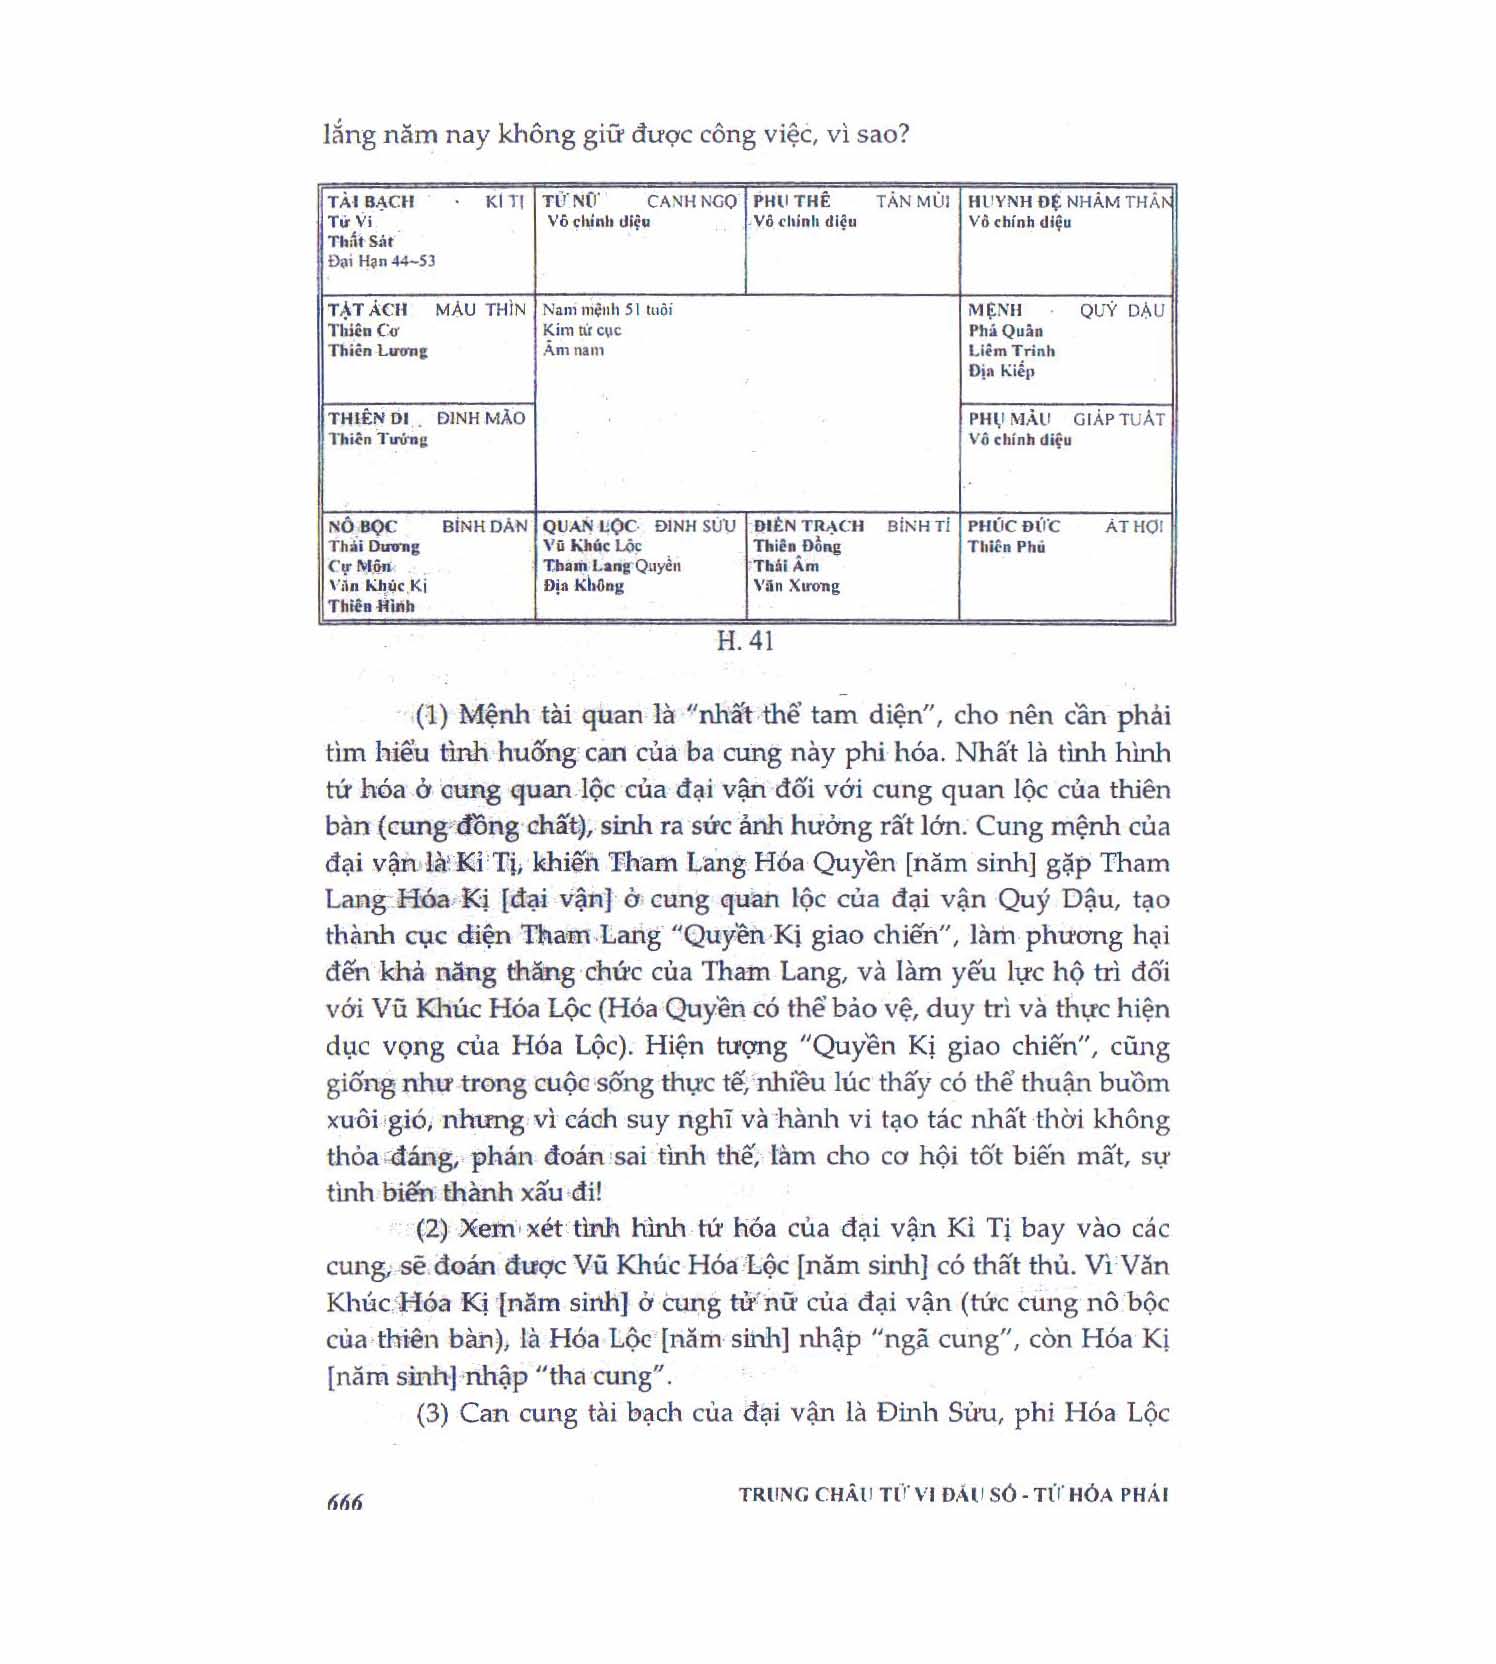 lắng năm nay không giữ được công việc, vì sao?
TÀI BẠCH KỈ TỊ
Tử Vi
Thất Sát
Đại Hạn 44~53
TỬ NỮ CANH NGỌ
Vô chính diệu
PHU THÊ TÂN MÙI
Vô chính diệu
HUYNH ĐỆ NHÂM THÂN
Vô chính diệu
TẬT ÁCH MẬU THÌN
Thiên Cơ
Thiên Lương
Nam mệnh 51 tuổi
Kim tứ cục
Âm nam
MỆNH QUÝ DẬU
Phá Quân
Liêm Trinh
Địa Kiếp
THIÊN DI ĐINH MÃO
Thiên Tướng
PHỤ MẪU GIÁP TUẤT
Vô chính diệu
NÔ BỘC BÍNH DẦN
Thái Dương
Cự Môn
Văn Khúc Kị
Thiên Hình
QUAN LỘC ĐINH SỬU
Vũ Khúc Lộc
Tham Lang Quyền
Địa Không
ĐIỀN TRẠCH BÍNH TÍ
Thiên Đồng
Thái Âm
Văn Xương
PHÚC ĐỨC ẤT HỢI
Thiên Phủ
H. 41
(1) Mệnh tài quan là "nhất thể tam diện", cho nên cần phải
tìm hiểu tình huống can của ba cung này phi hóa. Nhất là tình hình
tứ hóa ở cung quan lộc của đại vận đối với cung quan lộc của thiên
bàn (cung đồng chất), sinh ra sức ảnh hưởng rất lớn. Cung mệnh của
đại vận là Kỉ Tị, khiến Tham Lang Hóa Quyền [năm sinh] gặp Tham
Lang Hóa Kị [đại vận] ở cung quan lộc của đại vận Quý Dậu, tạo
thành cục diện Tham Lang "Quyền Kị giao chiến", làm phương hại
đến khả năng thăng chức của Tham Lang, và làm yếu lực hộ trì đối
với Vũ Khúc Hóa Lộc (Hóa Quyền có thể bảo vệ, duy trì và thực hiện
dục vọng của Hóa Lộc). Hiện tượng "Quyền Kị giao chiến", cũng
giống như trong cuộc sống thực tế, nhiều lúc thấy có thể thuận buồm
xuôi gió, nhưng vì cách suy nghĩ và hành vi tạo tác nhất thời không
thỏa đáng, phán đoán sai tình thế, làm cho cơ hội tốt biến mất, sự
tình biến thành xấu đi!
(2) Xem xét tình hình tứ hóa của đại vận Kỉ Tị bay vào các
cung, sẽ đoán được Vũ Khúc Hóa Lộc [năm sinh] có thất thủ. Vì Văn
Khúc Hóa Kị [năm sinh] ở cung tử nữ của đại vận (tức cung nô bộc
của thiên bàn), là Hóa Lộc [năm sinh] nhập "ngã cung", còn Hóa Kị
[năm sinh] nhập "tha cung".
(3) Can cung tài bạch của đại vận là Đinh Sửu, phi Hóa Lộc
666
TRUNG CHÂU TỬ VI ĐẨU SỐ - TỨ HÓA PHÁI